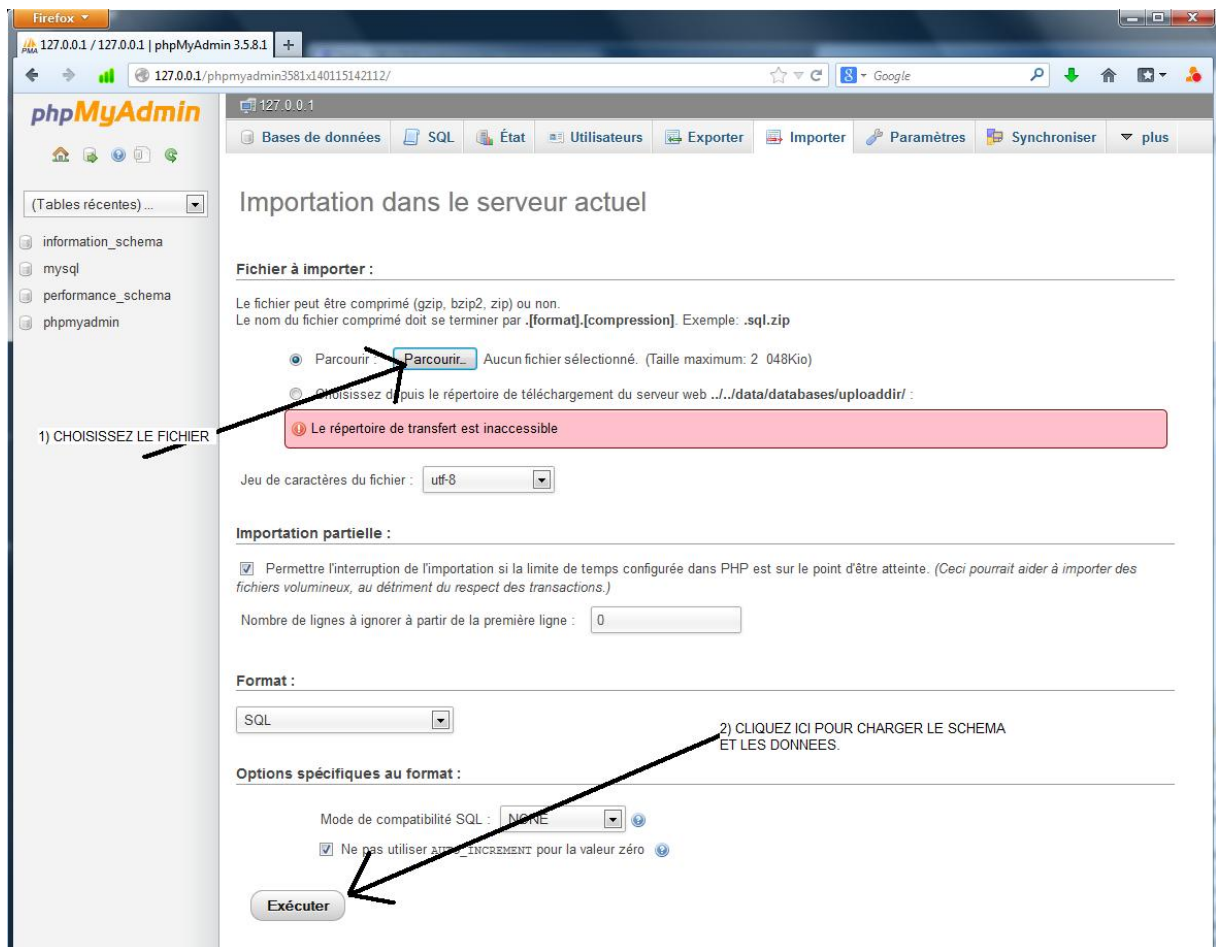 Firefox
127.0.0.1 / 127.0.0.1 | phpMyAdmin 3.5.8.1
127.0.0.1/phpmyadmin3581x140115142112/
Google
phpMyAdmin
127.0.0.1
Bases de données SQL État Utilisateurs Exporter Importer Paramètres Synchroniser plus
(Tables récentes) ...
information_schema
mysql
performance_schema
phpmyadmin
Importation dans le serveur actuel
Fichier à importer :
Le fichier peut être comprimé (gzip, bzip2, zip) ou non.
Le nom du fichier comprimé doit se terminer par .[format].[compression]. Exemple: .sql.zip
Parcourir : Parcourir_ Aucun fichier sélectionné. (Taille maximum: 2 048Kio)
Choisissez depuis le répertoire de téléchargement du serveur web ../../data/databases/uploaddir/ :
1) CHOISISSEZ LE FICHIER
Le répertoire de transfert est inaccessible
Jeu de caractères du fichier : utf-8
Importation partielle :
Permettre l'interruption de l'importation si la limite de temps configurée dans PHP est sur le point d'être atteinte. (Ceci pourrait aider à importer des
fichiers volumineux, au détriment du respect des transactions.)
Nombre de lignes à ignorer à partir de la première ligne : 0
Format :
SQL
2) CLIQUEZ ICI POUR CHARGER LE SCHEMA
ET LES DONNEES.
Options spécifiques au format :
Mode de compatibilité SQL : NONE
Ne pas utiliser AUTO_INCREMENT pour la valeur zéro
Exécuter